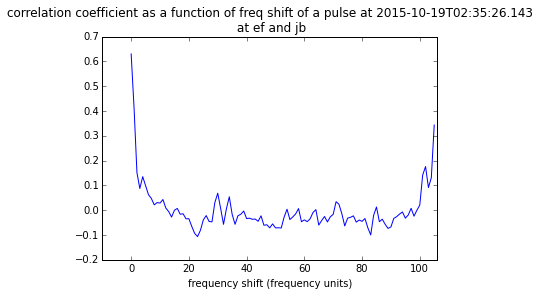 correlation coefficient as a function of freq shift of a pulse at 2015-10-19T02:35:26.143
at ef and jb
0.7
0.6
0.5
0.4
0.3
0.2
0.1
0.0
−0.1
−0.2
0 20 40 60 80 100
frequency shift (frequency units)